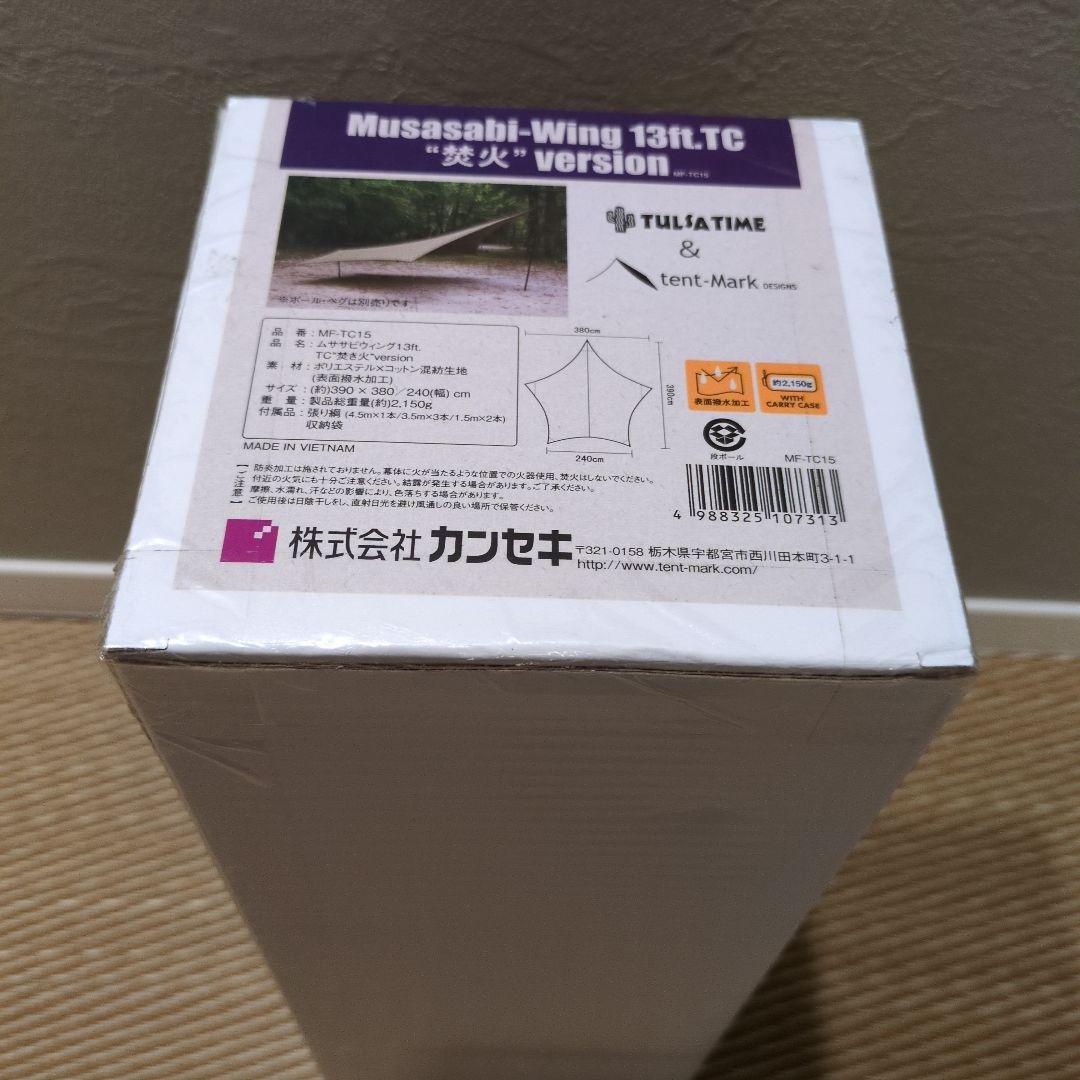 Musasabi-Wing 13ft.TC
“焚火” version MF-TC15
※ポール・ペグは別売りです
TULSATIME
&
tent-Mark DESIGNS
品 番 : MF-TC15
品 名 : ムササビウィング13ft.
TC“焚き火”version
素 材 : ポリエステル×コットン混紡生地
(表面撥水加工)
サイズ : (約)390 × 380/240(幅) cm
重 量 : 製品総重量(約)2,150g
付属品 : 張り綱 (4.5m×1本/3.5m×3本/1.5m×2本)
収納袋
MADE IN VIETNAM
380cm
390cm
240cm
表面撥水加工
約2,150g
WITH
CARRY CASE
段ボール
MF-TC15
【ご注意】
防炎加工は施されておりません。幕体に火が当たるような位置での火器使用、焚火はしないでください。
付近の火気にも十分ご注意ください。結露が発生する場合があります。ご了承ください。
摩擦、水濡れ、汗などの影響により、色落ちする場合があります。
ご使用後は日陰干しをし、直射日光を避け風通しの良い場所で保管ください。
4 988325 107313
株式会社 カンセキ
〒321-0158 栃木県宇都宮市西川田本町3-1-1
http://www.tent-mark.com/